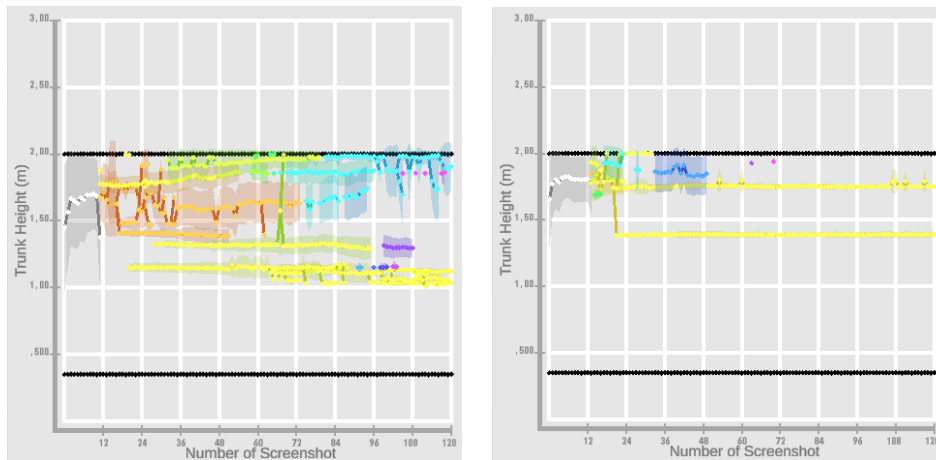 3,00
2,50
2,00
1,50
1,00
,500
12 24 36 48 60 72 84 96 108 120
Number of Screenshot
Trunk Height (m)
3,00
2,50
2,00
1,50
1,00
,500
12 24 36 48 60 72 84 96 108 120
Number of Screenshot
Trunk Height (m)